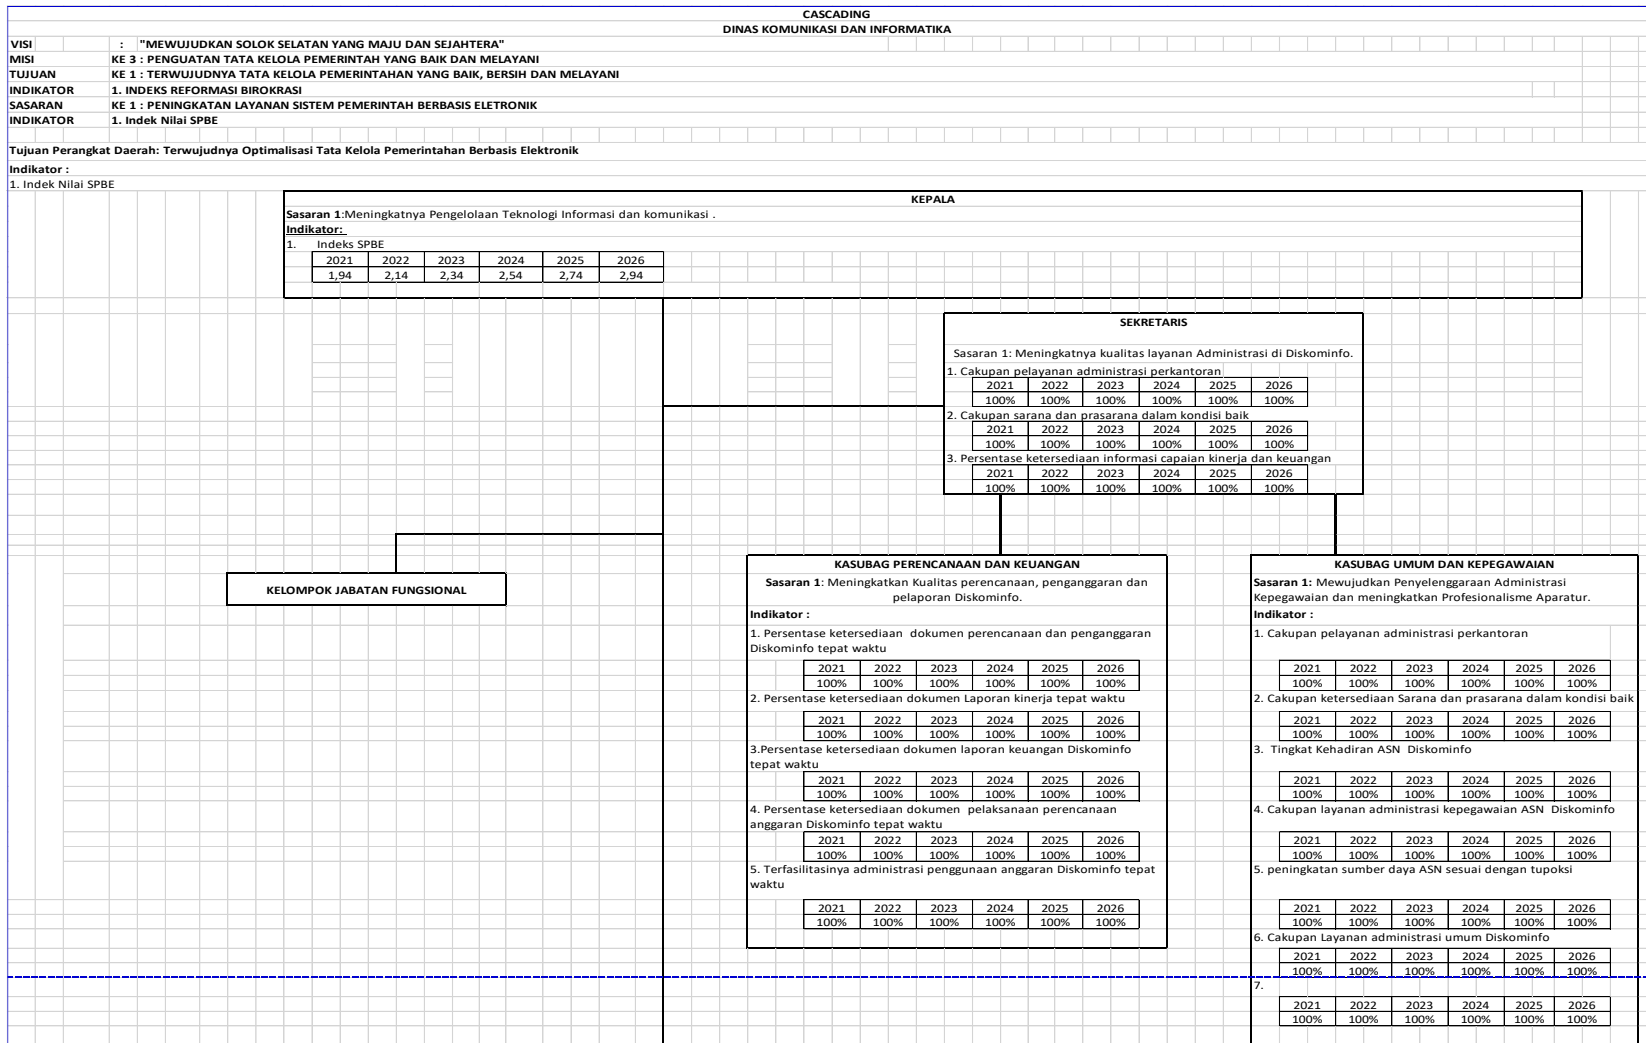 CASCADING
DINAS KOMUNIKASI DAN INFORMATIKA
VISI : "MEWUJUDKAN SOLOK SELATAN YANG MAJU DAN SEJAHTERA"
MISI KE 3 : PENGUATAN TATA KELOLA PEMERINTAH YANG BAIK DAN MELAYANI
TUJUAN KE 1 : TERWUJUDNYA TATA KELOLA PEMERINTAHAN YANG BAIK, BERSIH DAN MELAYANI
INDIKATOR 1. INDEKS REFORMASI BIROKRASI
SASARAN KE 1 : PENINGKATAN LAYANAN SISTEM PEMERINTAH BERBASIS ELETRONIK
INDIKATOR 1. Indek Nilai SPBE
Tujuan Perangkat Daerah: Terwujudnya Optimalisasi Tata Kelola Pemerintahan Berbasis Elektronik
Indikator :
1. Indek Nilai SPBE
KEPALA
Sasaran 1:Meningkatnya Pengelolaan Teknologi Informasi dan komunikasi .
Indikator:
1. Indeks SPBE
2021 2022 2023 2024 2025 2026
1,94 2,14 2,34 2,54 2,74 2,94
SEKRETARIS
Sasaran 1: Meningkatnya kualitas layanan Administrasi di Diskominfo.
1. Cakupan pelayanan administrasi perkantoran
2021 2022 2023 2024 2025 2026
100% 100% 100% 100% 100% 100%
2. Cakupan sarana dan prasarana dalam kondisi baik
2021 2022 2023 2024 2025 2026
100% 100% 100% 100% 100% 100%
3. Persentase ketersediaan informasi capaian kinerja dan keuangan
2021 2022 2023 2024 2025 2026
100% 100% 100% 100% 100% 100%
KELOMPOK JABATAN FUNGSIONAL
KASUBAG PERENCANAAN DAN KEUANGAN
Sasaran 1: Meningkatkan Kualitas perencanaan, penganggaran dan
pelaporan Diskominfo.
Indikator :
1. Persentase ketersediaan dokumen perencanaan dan penganggaran
Diskominfo tepat waktu
2021 2022 2023 2024 2025 2026
100% 100% 100% 100% 100% 100%
2. Persentase ketersediaan dokumen Laporan kinerja tepat waktu
2021 2022 2023 2024 2025 2026
100% 100% 100% 100% 100% 100%
3.Persentase ketersediaan dokumen laporan keuangan Diskominfo
tepat waktu
2021 2022 2023 2024 2025 2026
100% 100% 100% 100% 100% 100%
4. Persentase ketersediaan dokumen pelaksanaan perencanaan
anggaran Diskominfo tepat waktu
2021 2022 2023 2024 2025 2026
100% 100% 100% 100% 100% 100%
5. Terfasilitasinya administrasi penggunaan anggaran Diskominfo tepat
waktu
2021 2022 2023 2024 2025 2026
100% 100% 100% 100% 100% 100%
KASUBAG UMUM DAN KEPEGAWAIAN
Sasaran 1: Mewujudkan Penyelenggaraan Administrasi
Kepegawaian dan meningkatkan Profesionalisme Aparatur.
Indikator :
1. Cakupan pelayanan administrasi perkantoran
2021 2022 2023 2024 2025 2026
100% 100% 100% 100% 100% 100%
2. Cakupan ketersediaan Sarana dan prasarana dalam kondisi baik
2021 2022 2023 2024 2025 2026
100% 100% 100% 100% 100% 100%
3. Tingkat Kehadiran ASN Diskominfo
2021 2022 2023 2024 2025 2026
100% 100% 100% 100% 100% 100%
4. Cakupan layanan administrasi kepegawaian ASN Diskominfo
2021 2022 2023 2024 2025 2026
100% 100% 100% 100% 100% 100%
5. peningkatan sumber daya ASN sesuai dengan tupoksi
2021 2022 2023 2024 2025 2026
100% 100% 100% 100% 100% 100%
6. Cakupan Layanan administrasi umum Diskominfo
2021 2022 2023 2024 2025 2026
100% 100% 100% 100% 100% 100%
7.
2021 2022 2023 2024 2025 2026
100% 100% 100% 100% 100% 100%